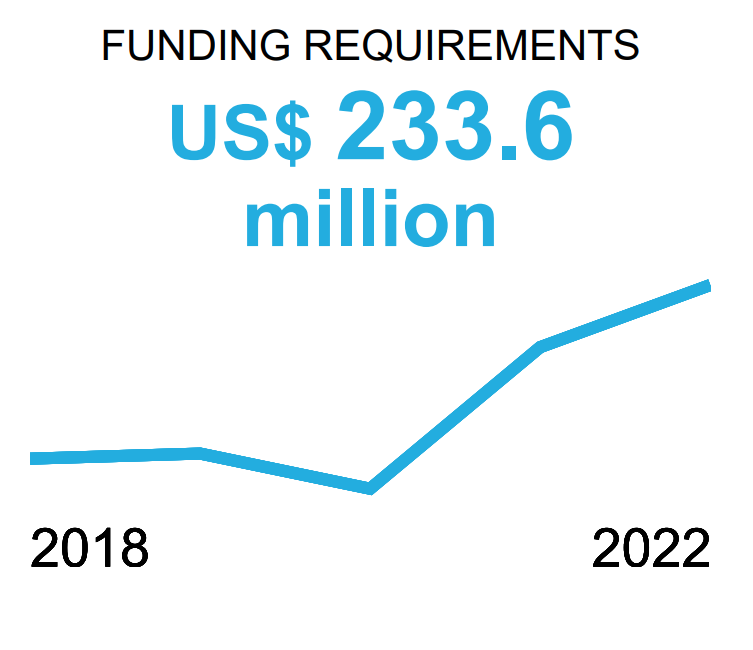 FUNDING REQUIREMENTS
US$ 233.6
million
2018 2022